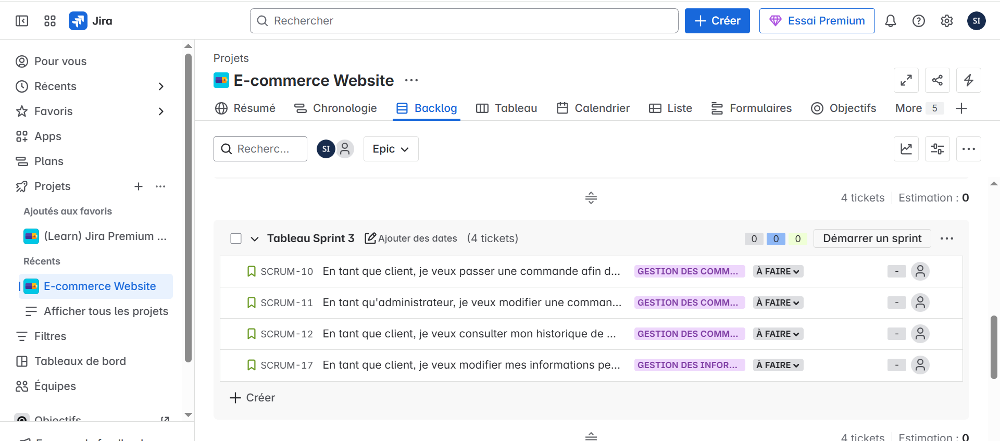 Jira
Rechercher
Créer
Essai Premium
SI
Pour vous
Récents
Favoris
Apps
Plans
Projets
Ajoutés aux favoris
(Learn) Jira Premium ...
Récents
E-commerce Website
Afficher tous les projets
Filtres
Tableaux de bord
Équipes
Objectifs
Projets
E-commerce Website
Résumé Chronologie Backlog Tableau Calendrier Liste Formulaires Objectifs More 5
Recherc... SI Epic
4 tickets Estimation : 0
Tableau Sprint 3 Ajouter des dates (4 tickets) 0 0 0 Démarrer un sprint
SCRUM-10 En tant que client, je veux passer une commande afin d... GESTION DES COMM... À FAIRE -
SCRUM-11 En tant qu'administrateur, je veux modifier une comman... GESTION DES COMM... À FAIRE -
SCRUM-12 En tant que client, je veux consulter mon historique de ... GESTION DES COMM... À FAIRE -
SCRUM-17 En tant que client, je veux modifier mes informations pe... GESTION DES INFOR... À FAIRE -
Créer
4 tickets Estimation : 0